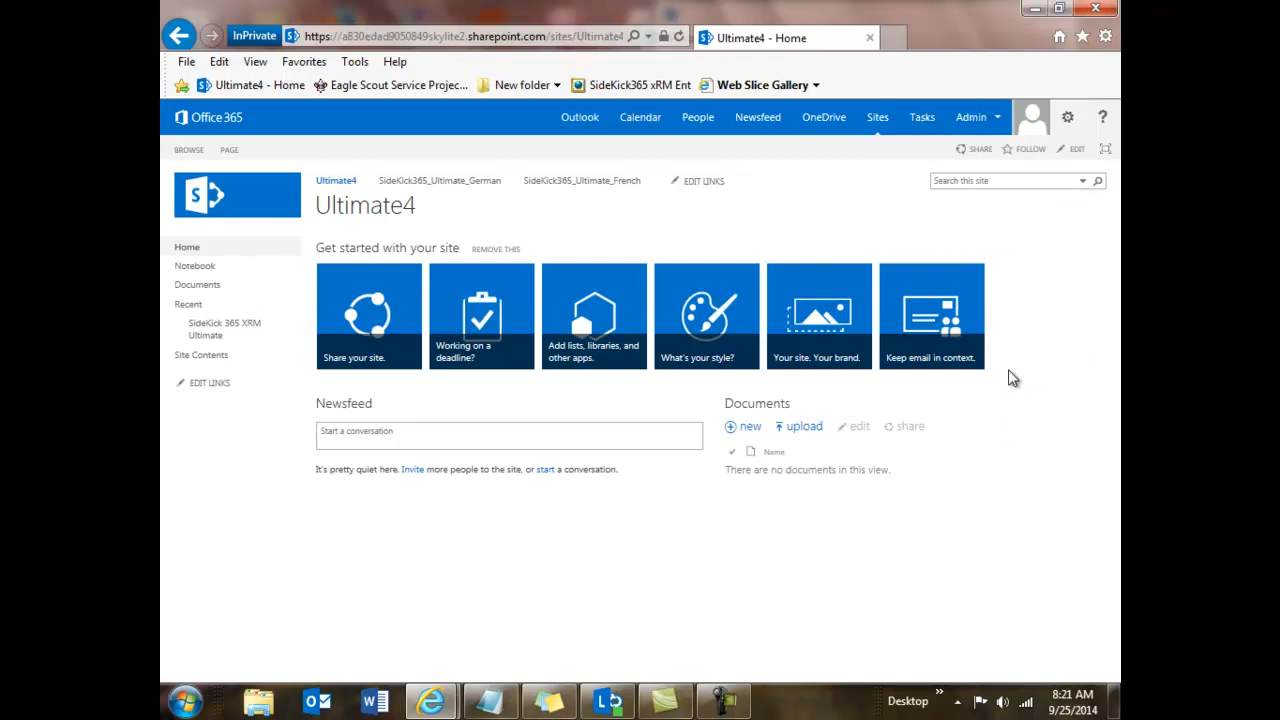 InPrivate
https://a830edad9050849skylite2.sharepoint.com/sites/Ultimate4
Ultimate4 - Home
File Edit View Favorites Tools Help
Ultimate4 - Home
Eagle Scout Service Projec...
New folder
SideKick365 xRM Ent
Web Slice Gallery
Office 365
Outlook
Calendar
People
Newsfeed
OneDrive
Sites
Tasks
Admin
?
BROWSE
PAGE
SHARE
FOLLOW
EDIT
Ultimate4
SideKick365_Ultimate_German
SideKick365_Ultimate_French
EDIT LINKS
Search this site
Ultimate4
Home
Notebook
Documents
Recent
SideKick 365 XRM
Ultimate
Site Contents
EDIT LINKS
Get started with your site
REMOVE THIS
Share your site.
Working on a
deadline?
Add lists, libraries, and
other apps.
What's your style?
Your site. Your brand.
Keep email in context.
Newsfeed
Start a conversation
It's pretty quiet here. Invite more people to the site, or start a conversation.
Documents
new
upload
edit
share
Name
There are no documents in this view.
Desktop
8:21 AM
9/25/2014